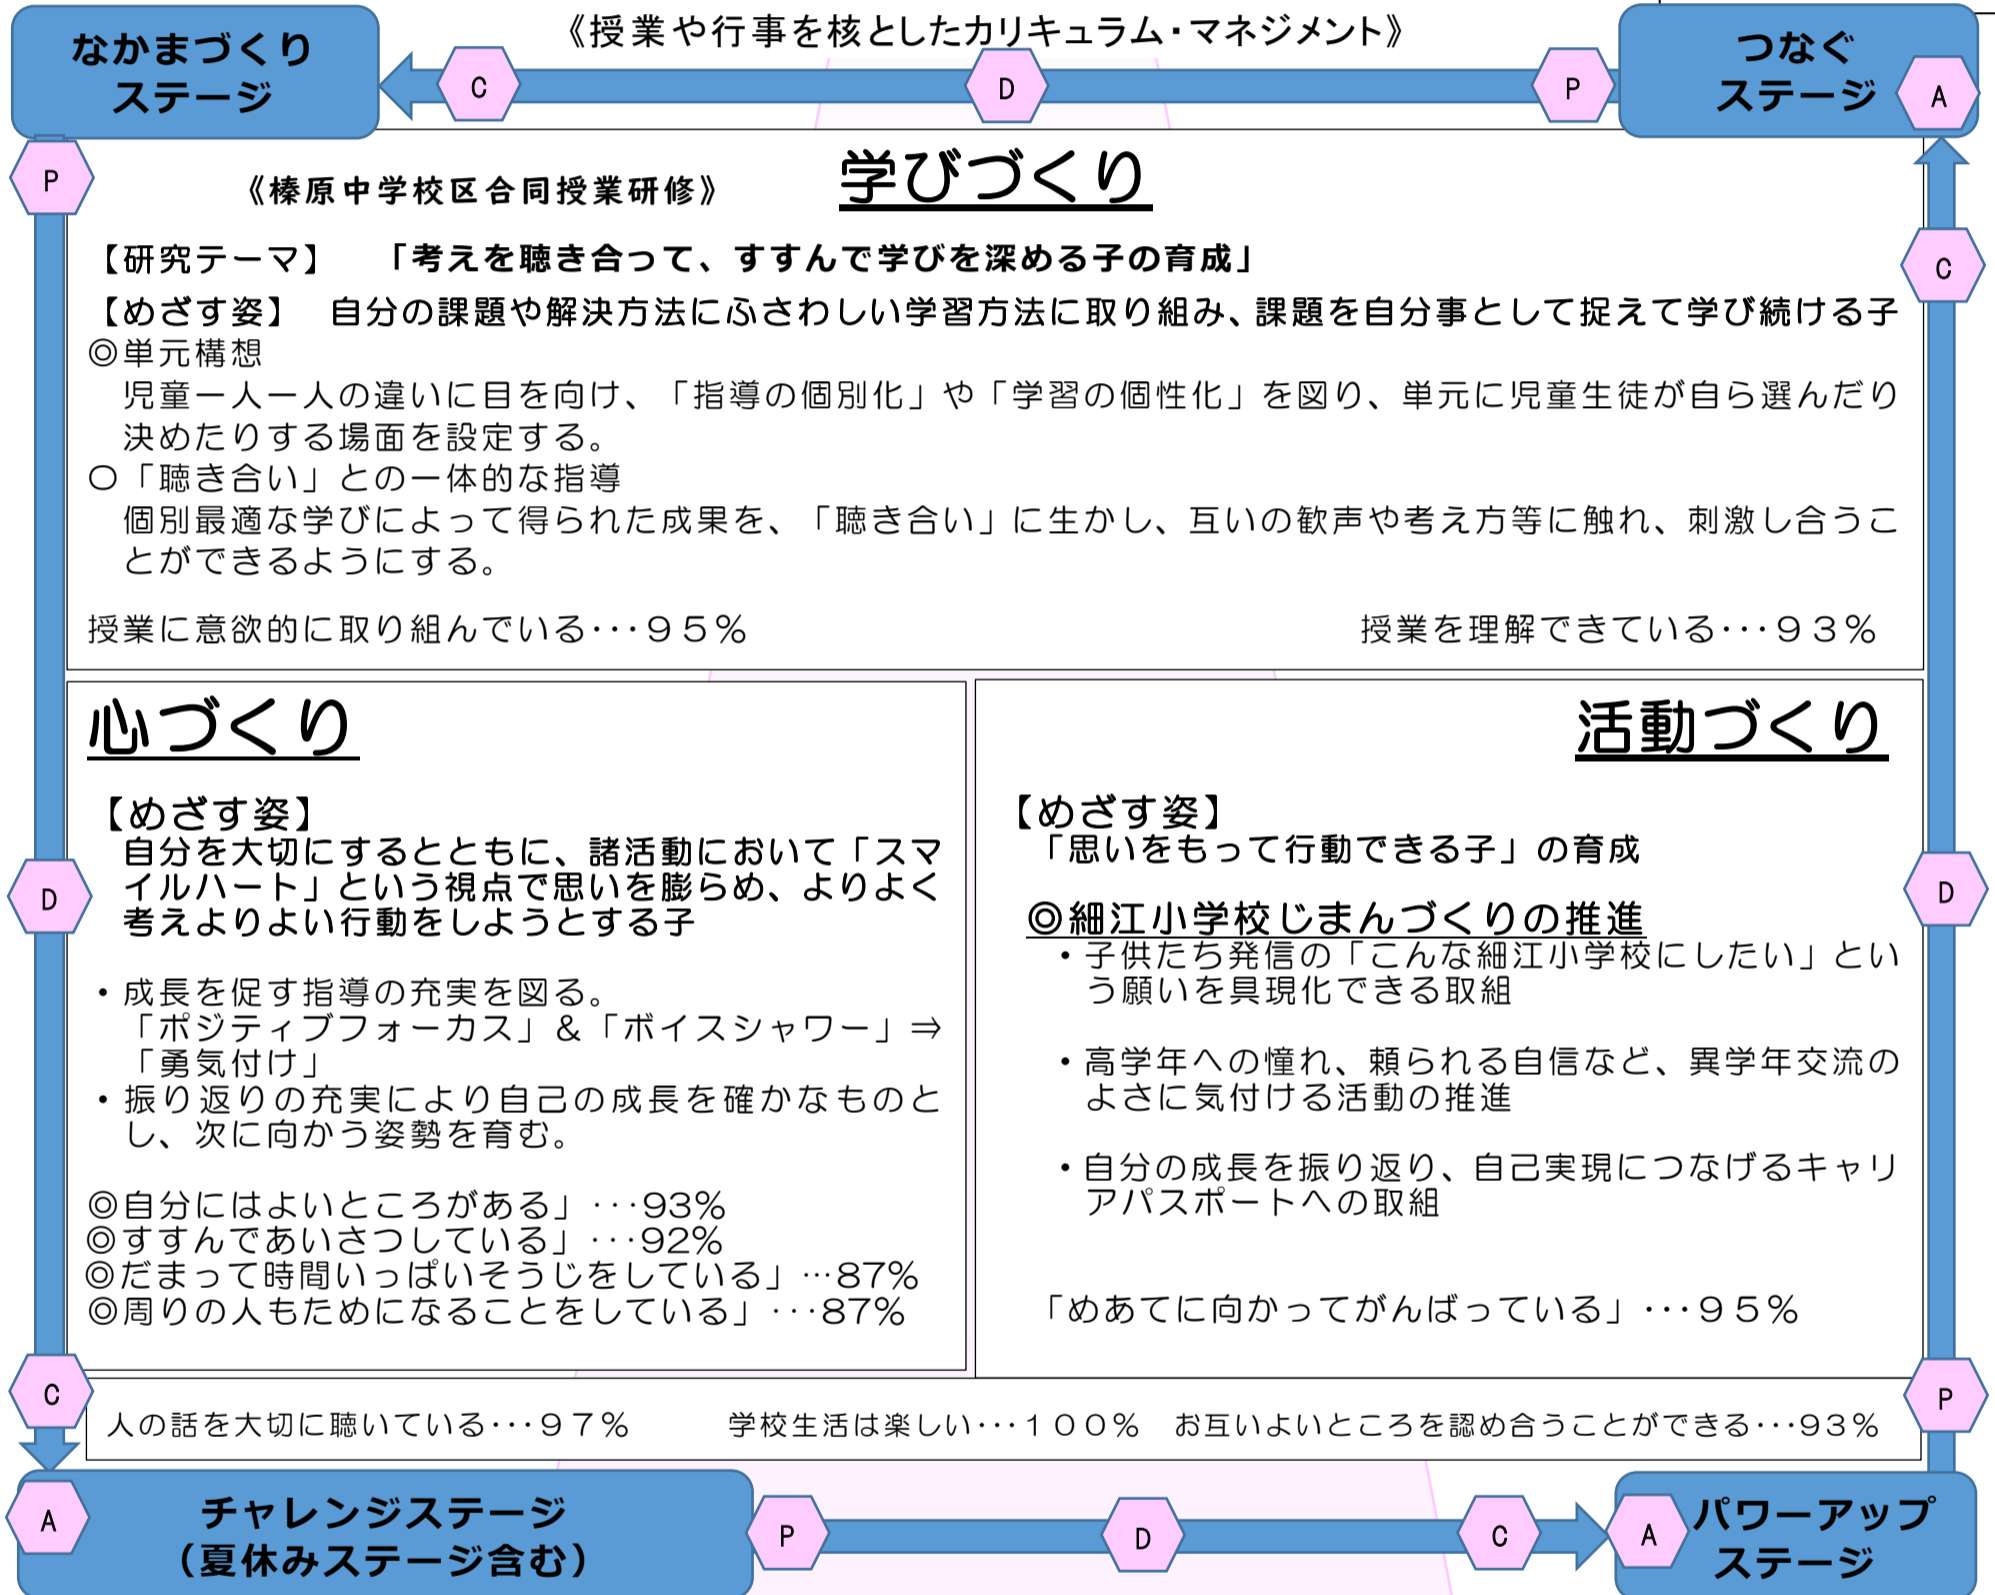 《授業や行事を核としたカリキュラム・マネジメント》
なかまづくり
ステージ
C
D
P
つなぐ
ステージ
A
P
《榛原中学校区合同授業研修》
学びづくり
【研究テーマ】 「考えを聴き合って、すすんで学びを深める子の育成」
C
【めざす姿】 自分の課題や解決方法にふさわしい学習方法に取り組み、課題を自分事として捉えて学び続ける子
◎単元構想
児童一人一人の違いに目を向け、「指導の個別化」や「学習の個性化」を図り、単元に児童生徒が自ら選んだり
決めたりする場面を設定する。
○「聴き合い」との一体的な指導
個別最適な学びによって得られた成果を、「聴き合い」に生かし、互いの歓声や考え方等に触れ、刺激し合うこ
とができるようにする。
授業に意欲的に取り組んでいる・・・95% 授業を理解できている・・・93%
心づくり
【めざす姿】
自分を大切にするとともに、諸活動において「スマ
イルハート」という視点で思いを膨らめ、よりよく
考えよりよい行動をしようとする子
D
・成長を促す指導の充実を図る。
「ポジティブフォーカス」&「ボイスシャワー」⇒
「勇気付け」
・振り返りの充実により自己の成長を確かなものと
し、次に向かう姿勢を育む。
◎自分にはよいところがある」・・・93%
◎すすんであいさつしている」・・・92%
◎だまって時間いっぱいそうじをしている」…87%
◎周りの人もためになることをしている」・・・87%
活動づくり
【めざす姿】
「思いをもって行動できる子」の育成
D
◎細江小学校じまんづくりの推進
・子供たち発信の「こんな細江小学校にしたい」とい
う願いを具現化できる取組
・高学年への憧れ、頼られる自信など、異学年交流の
よさに気付ける活動の推進
・自分の成長を振り返り、自己実現につなげるキャリ
アパスポートへの取組
「めあてに向かってがんばっている」・・・95%
C
P
人の話を大切に聴いている・・・97% 学校生活は楽しい・・・100% お互いよいところを認め合うことができる・・・93%
A
チャレンジステージ
(夏休みステージ含む)
P
D
C
A
パワーアップ
ステージ